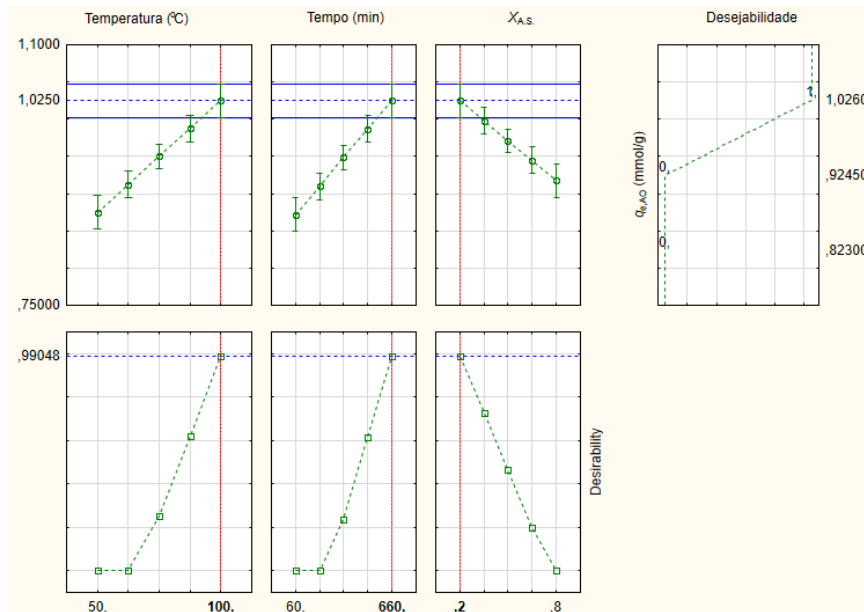 Temperatura (ºC)
Tempo (min)
XA.S.
Desejabilidade
1,1000
1,0250
,75000
1,
0,
0,
qe,AO (mmol/g)
1,0260
,92450
,82300
,99048
Desirability
50.
100.
60.
660.
.2
.8